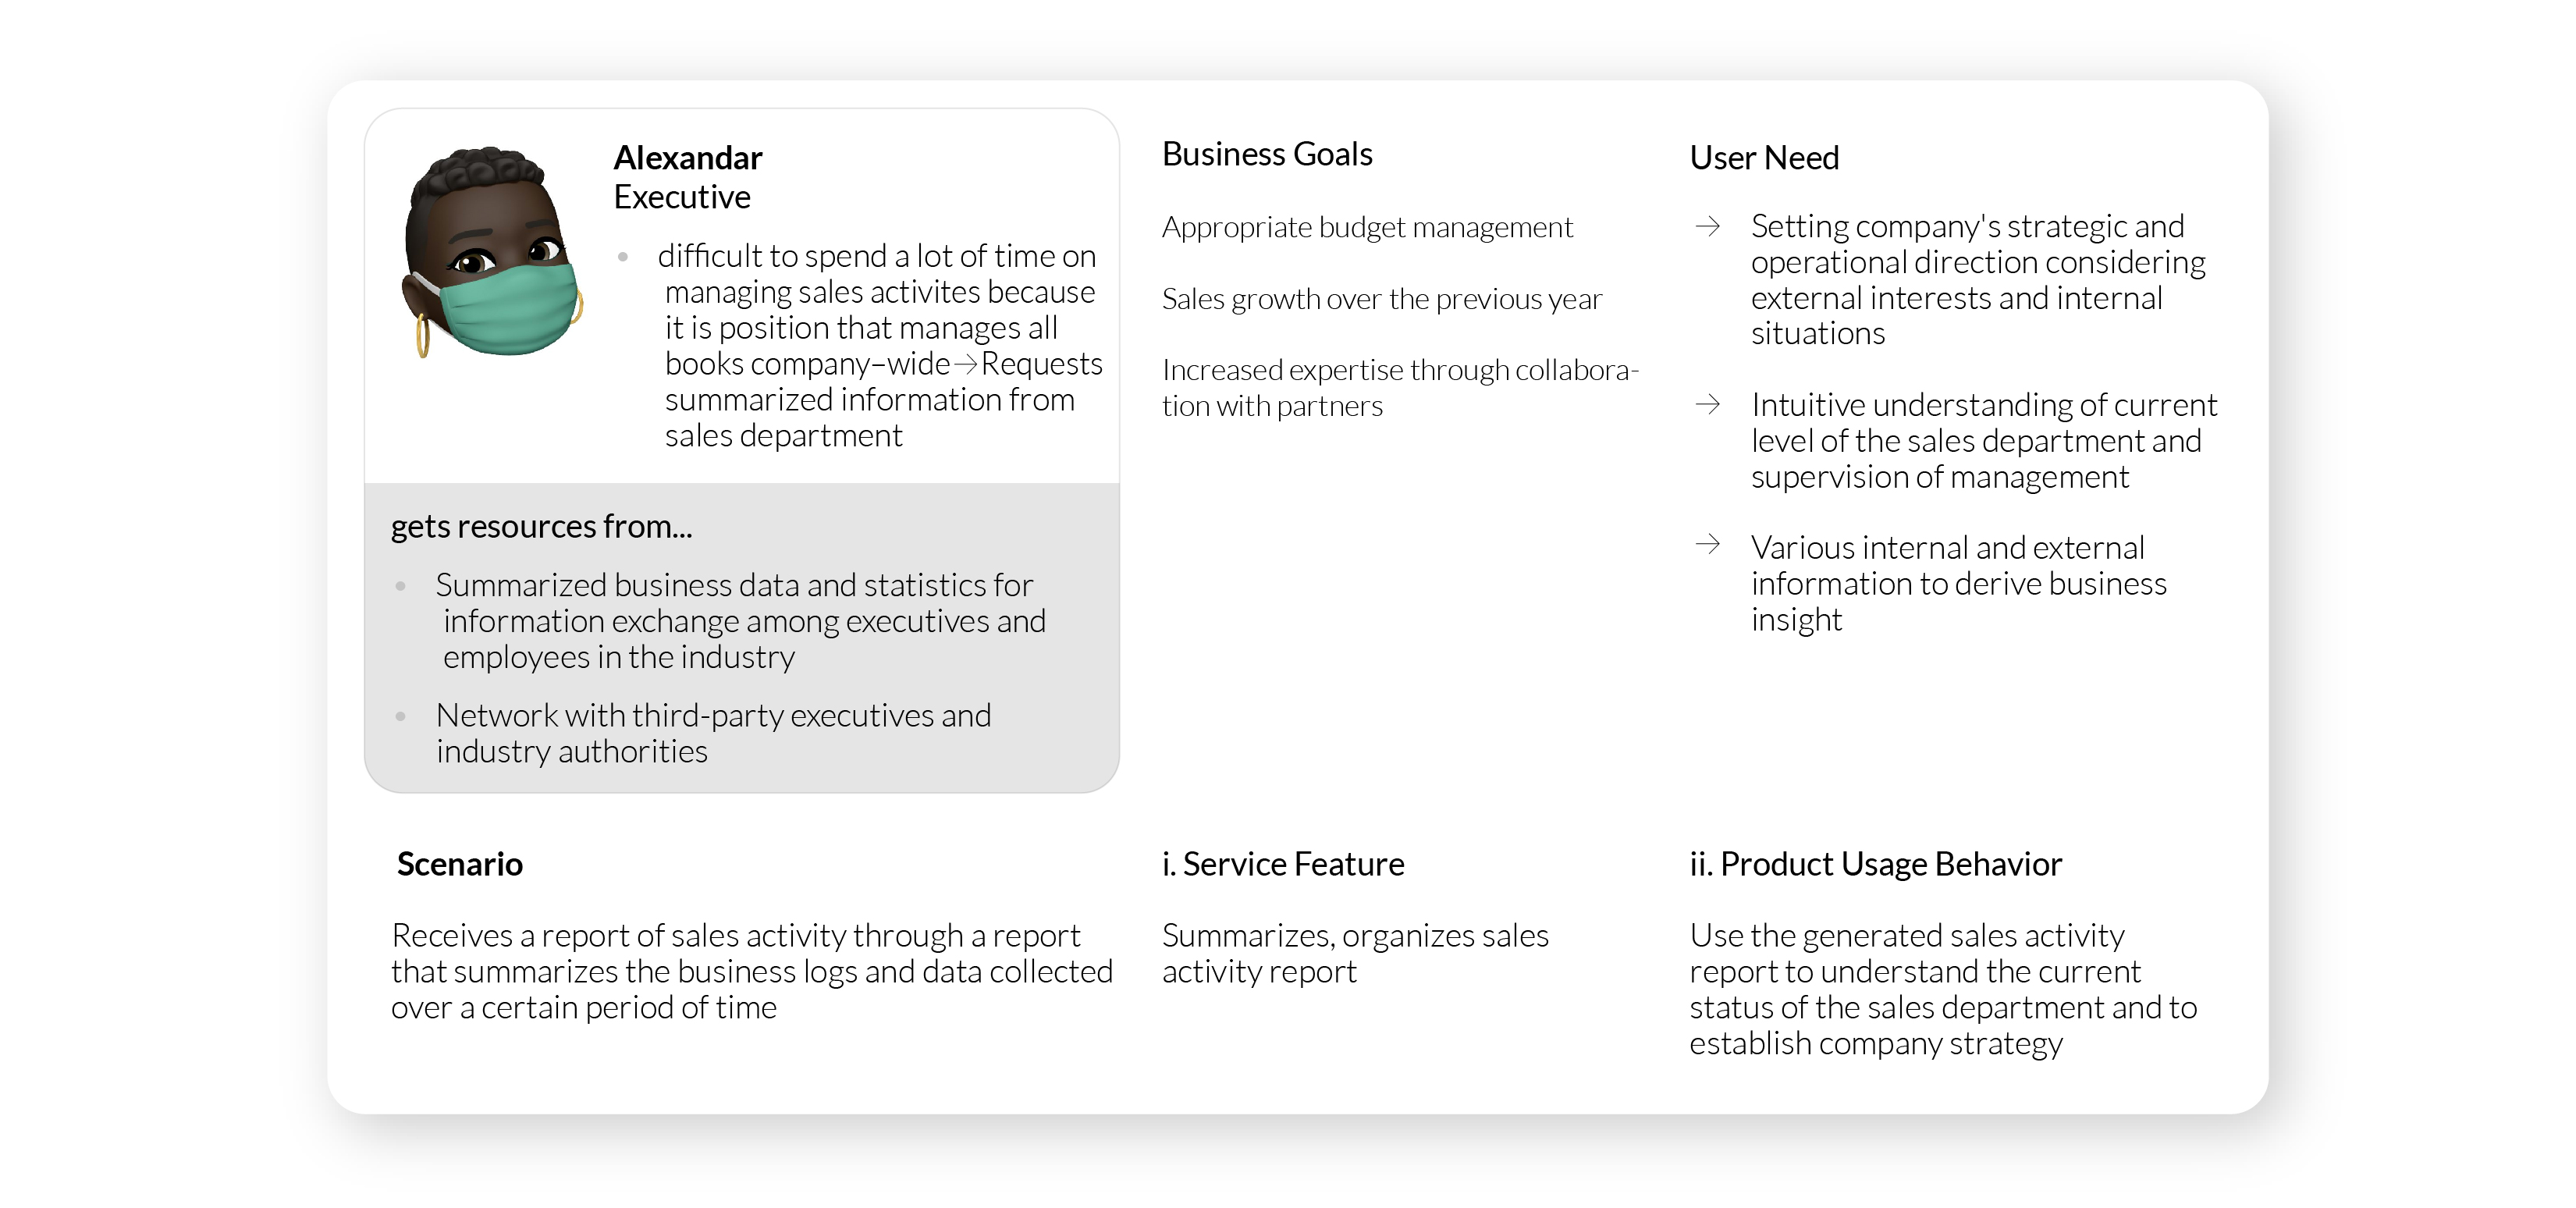 Alexandar
Executive
• difficult to spend a lot of time on
managing sales activites because
it is position that manages all
books company–wide→Requests
summarized information from
sales department
gets resources from...
• Summarized business data and statistics for
information exchange among executives and
employees in the industry
• Network with third-party executives and
industry authorities
Business Goals
Appropriate budget management
Sales growth over the previous year
Increased expertise through collabora-
tion with partners
User Need
→ Setting company's strategic and
operational direction considering
external interests and internal
situations
→ Intuitive understanding of current
level of the sales department and
supervision of management
→ Various internal and external
information to derive business
insight
Scenario
Receives a report of sales activity through a report
that summarizes the business logs and data collected
over a certain period of time
i. Service Feature
Summarizes, organizes sales
activity report
ii. Product Usage Behavior
Use the generated sales activity
report to understand the current
status of the sales department and to
establish company strategy